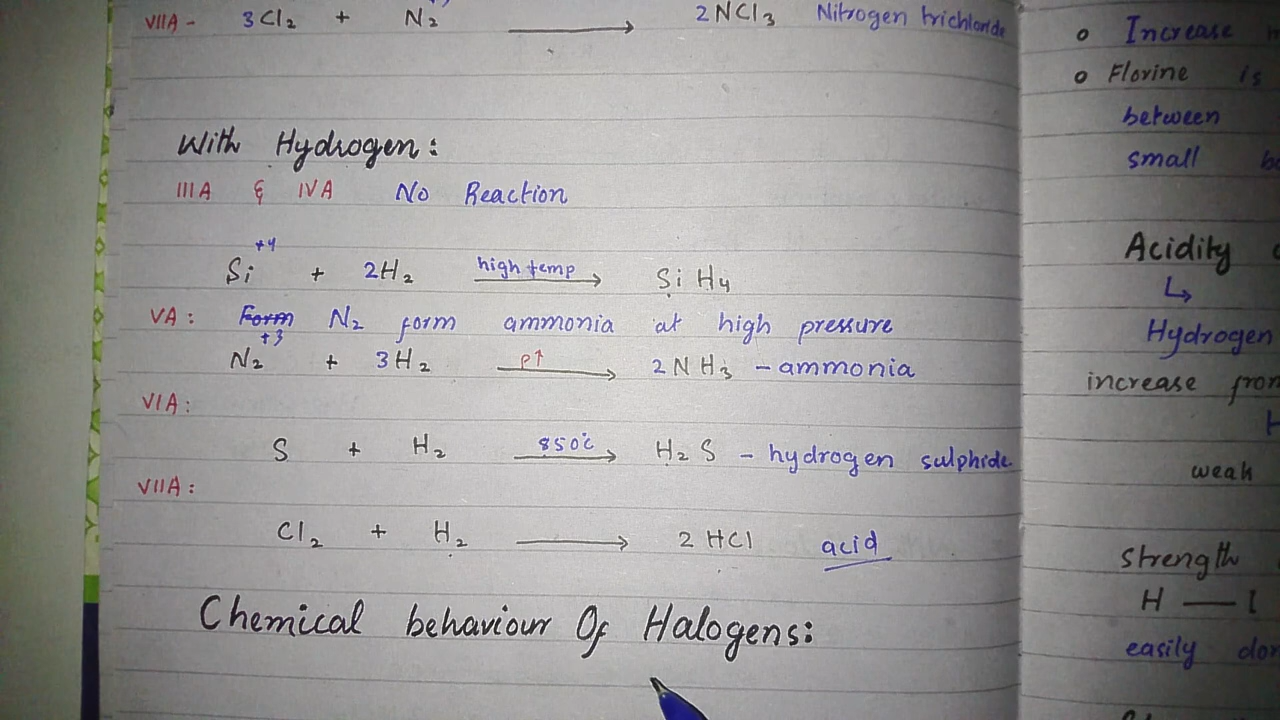 VIIA - 3Cl₂ + N₂ → 2NCl₃ Nitrogen trichloride
With Hydrogen:
IIIA & IVA No Reaction
Si⁺⁴ + 2H₂ high temp → SiH₄
VA: Form N₂ form ammonia at high pressure
N₂⁺³ + 3H₂ P↑ → 2NH₃ - ammonia
VIA:
S + H₂ 850°C → H₂S - hydrogen sulphide.
VIIA:
Cl₂ + H₂ → 2HCl acid
Chemical behaviour Of Halogens:
Increase
Florine is
between
small
Acidity
↳
Hydrogen
increase
weak
strength
H — I
easily